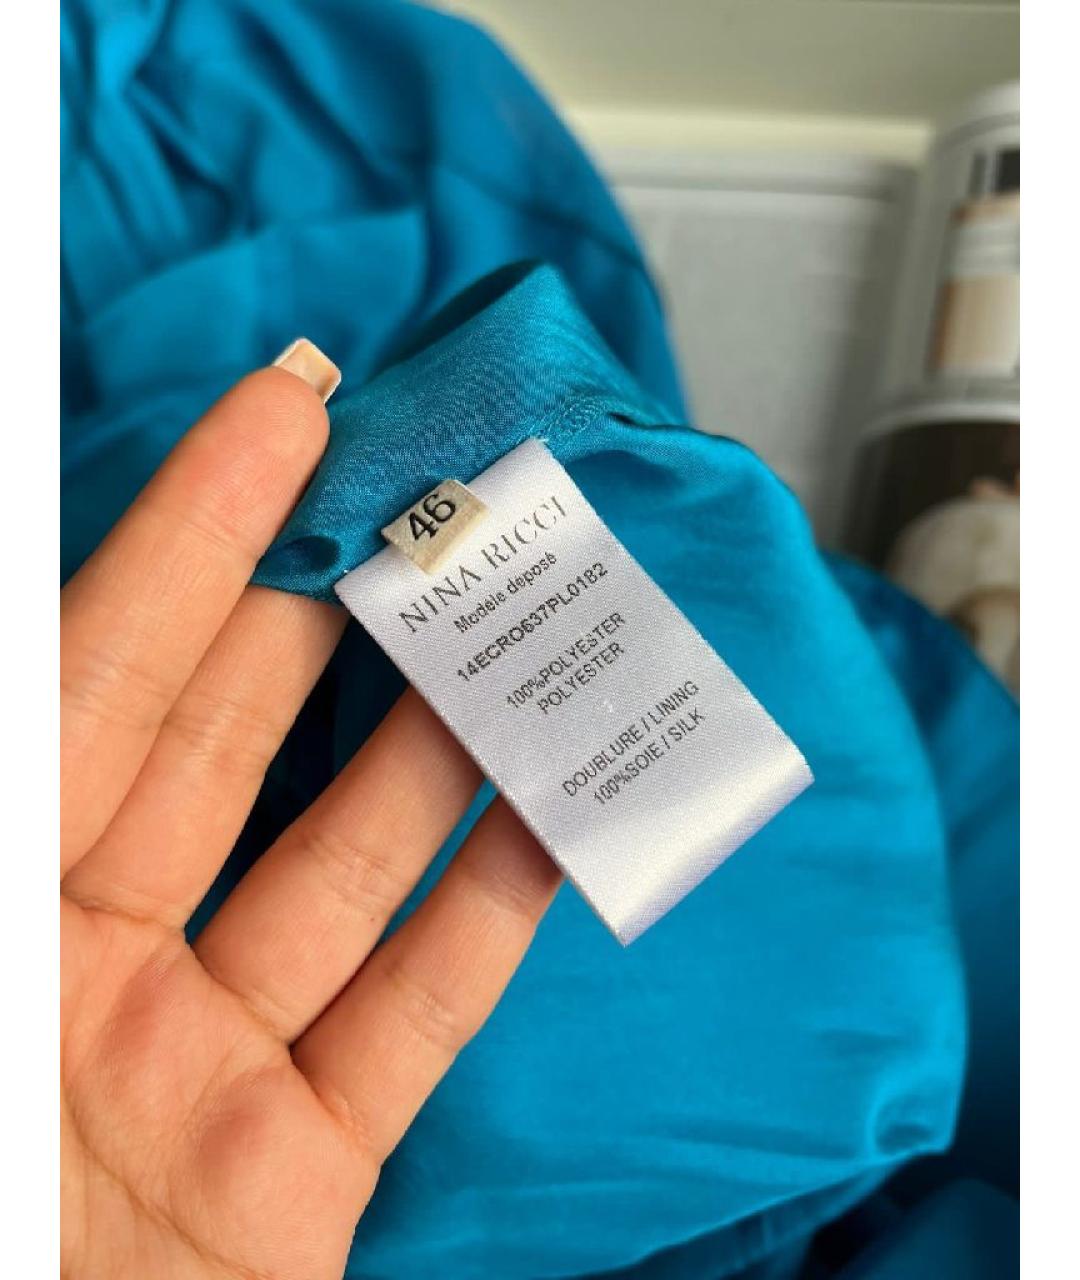 46
NINA RICCI
Modèle déposé
14ECRO637PL0182
100%POLYESTER
POLYESTER
DOUBLURE / LINING
100%SOIE / SILK